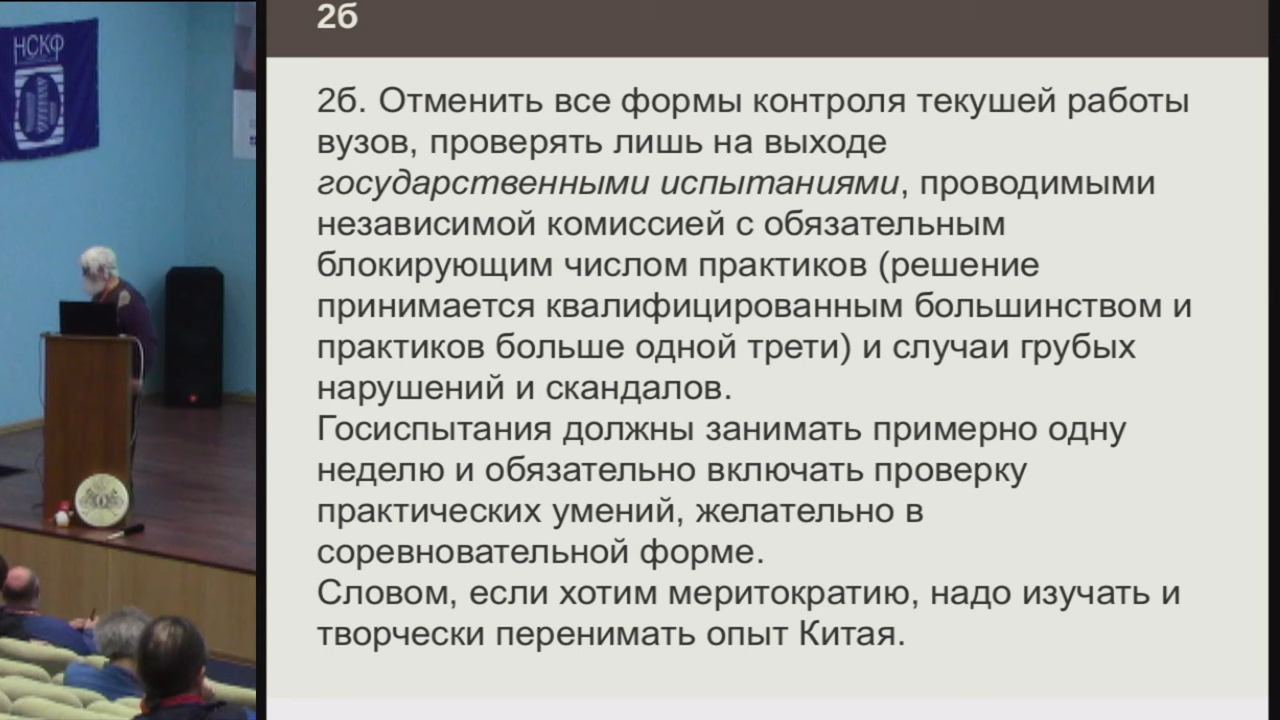 НСКФ
2б
2б. Отменить все формы контроля текушей работы
вузов, проверять лишь на выходе
государственными испытаниями, проводимыми
независимой комиссией с обязательным
блокирующим числом практиков (решение
принимается квалифицированным большинством и
практиков больше одной трети) и случаи грубых
нарушений и скандалов.
Госиспытания должны занимать примерно одну
неделю и обязательно включать проверку
практических умений, желательно в
соревновательной форме.
Словом, если хотим меритократию, надо изучать и
творчески перенимать опыт Китая.